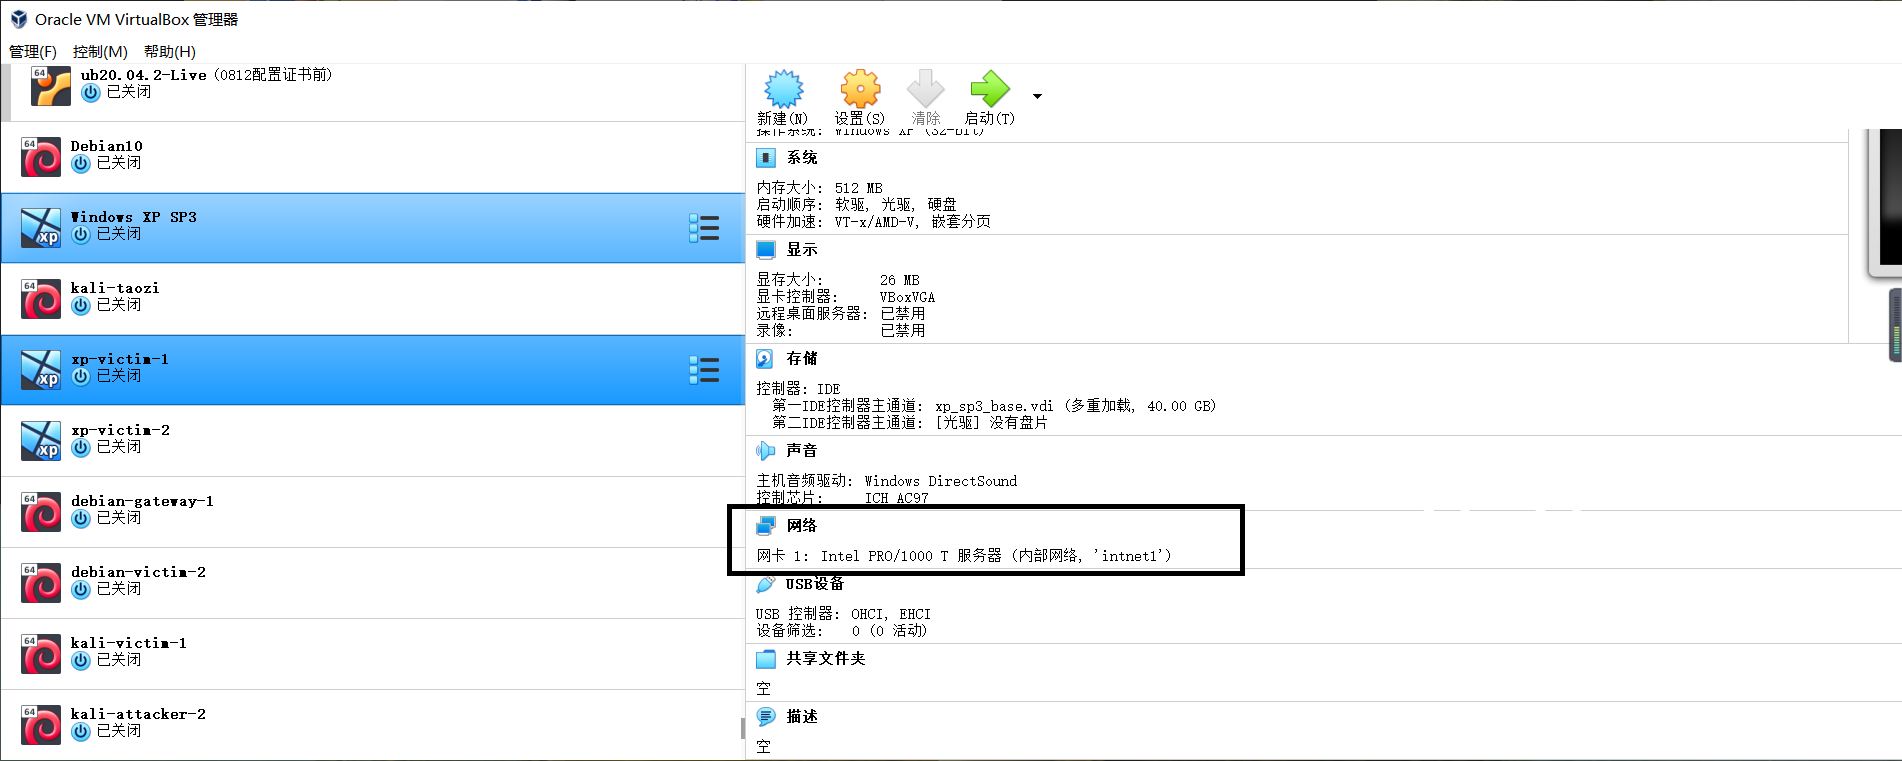 Oracle VM VirtualBox 管理器
管理(F) 控制(M) 帮助(H)
64
ub20.04.2-Live (0812配置证书前)
已关闭
64
Debian10
已关闭
xp
Windows XP SP3
已关闭
64
kali-taozi
已关闭
xp
xp-victim-1
已关闭
xp
xp-victim-2
已关闭
64
debian-gateway-1
已关闭
64
debian-victim-2
已关闭
64
kali-victim-1
已关闭
64
kali-attacker-2
已关闭
新建(N) 设置(S) 清除 启动(T)
操作系统: Windows XP (32-bit)
系统
内存大小: 512 MB
启动顺序: 软驱, 光驱, 硬盘
硬件加速: VT-x/AMD-V, 嵌套分页
显示
显存大小: 26 MB
显卡控制器: VBoxVGA
远程桌面服务器: 已禁用
录像: 已禁用
存储
控制器: IDE
第一IDE控制器主通道: xp_sp3_base.vdi (多重加载, 40.00 GB)
第二IDE控制器主通道: [光驱] 没有盘片
声音
主机音频驱动: Windows DirectSound
控制芯片: ICH AC97
网络
网卡 1: Intel PRO/1000 T 服务器 (内部网络, 'intnet1')
USB设备
USB 控制器: OHCI, EHCI
设备筛选: 0 (0 活动)
共享文件夹
空
描述
空